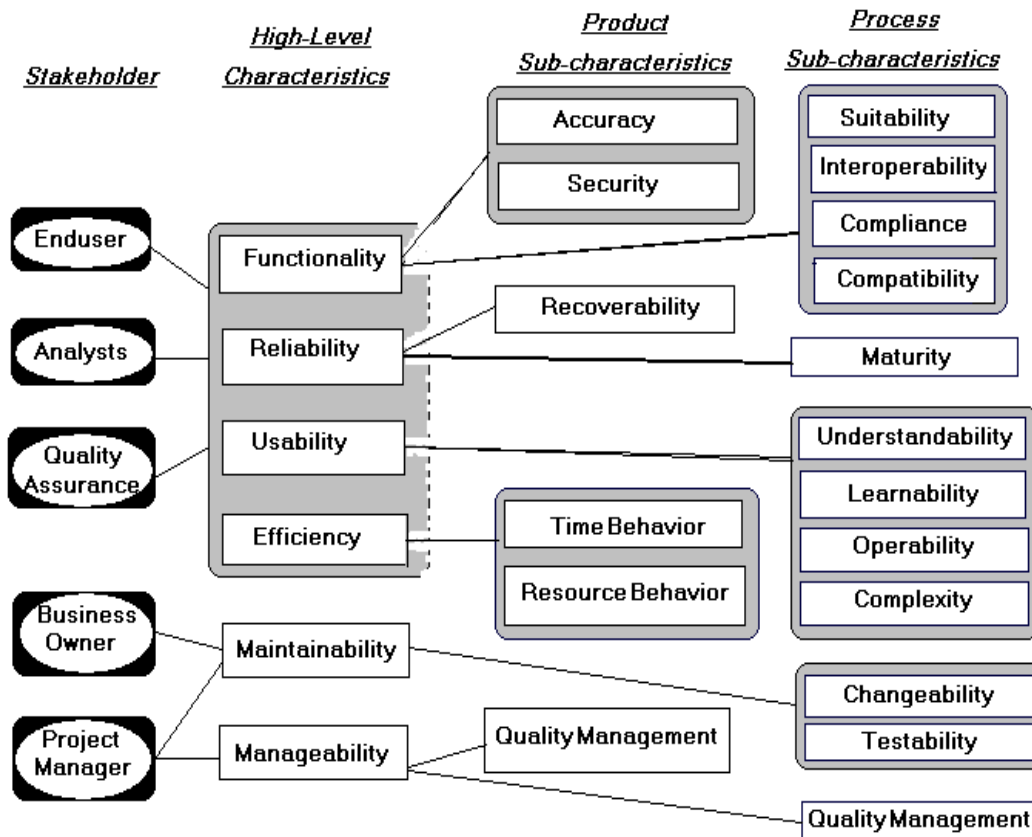 Stakeholder
High-Level
Characteristics
Product
Sub-characteristics
Process
Sub-characteristics
Enduser
Analysts
Quality
Assurance
Business
Owner
Project
Manager
Functionality
Reliability
Usability
Efficiency
Maintainability
Manageability
Accuracy
Security
Recoverability
Time Behavior
Resource Behavior
Quality Management
Suitability
Interoperability
Compliance
Compatibility
Maturity
Understandability
Learnability
Operability
Complexity
Changeability
Testability
Quality Management